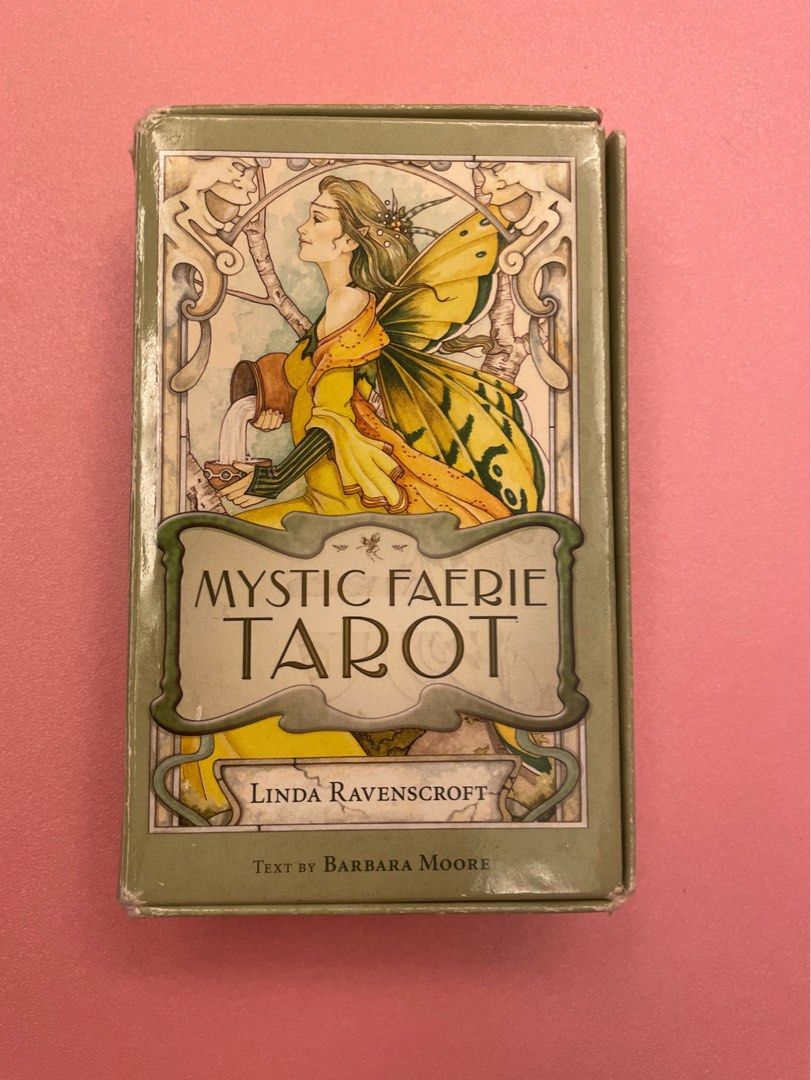 MYSTIC FAERIE
TAROT
LINDA RAVENSCROFT
TEXT BY BARBARA MOORE